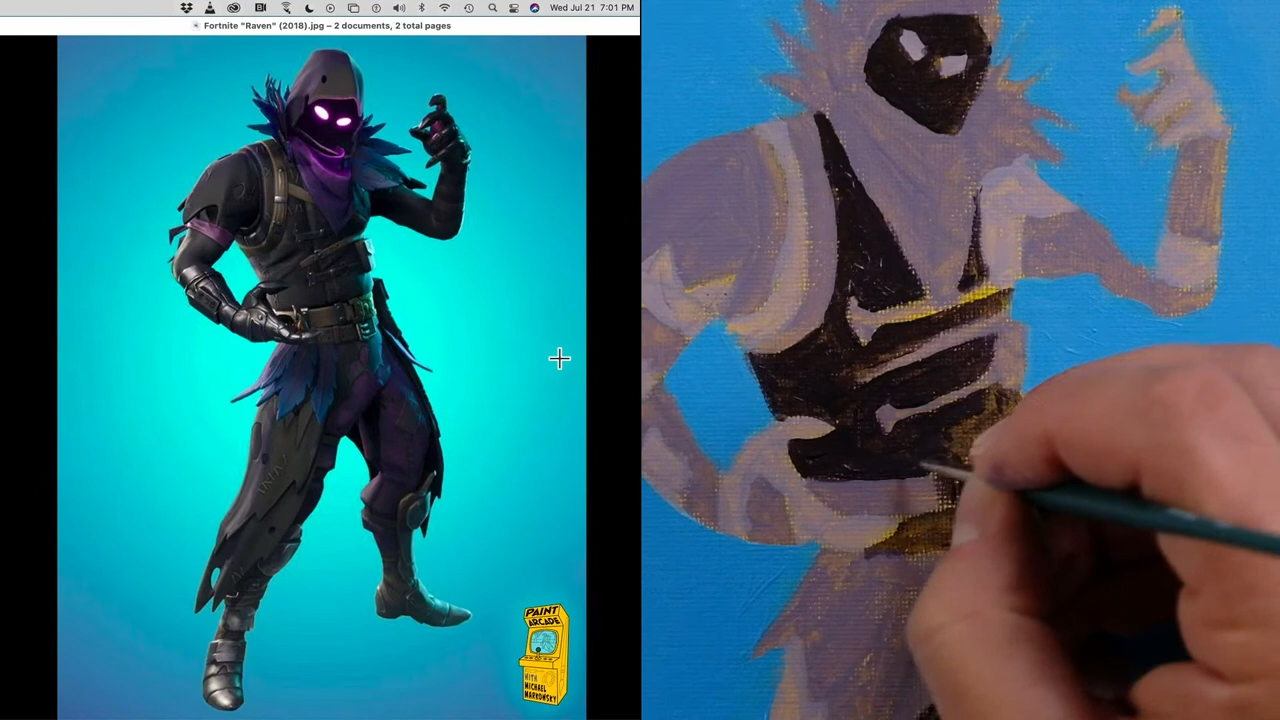 Wed Jul 21 7:01 PM
Fortnite "Raven" (2018).jpg – 2 documents, 2 total pages
PAINT
ARCADE
WITH
MICHAEL
MARKOWSKY